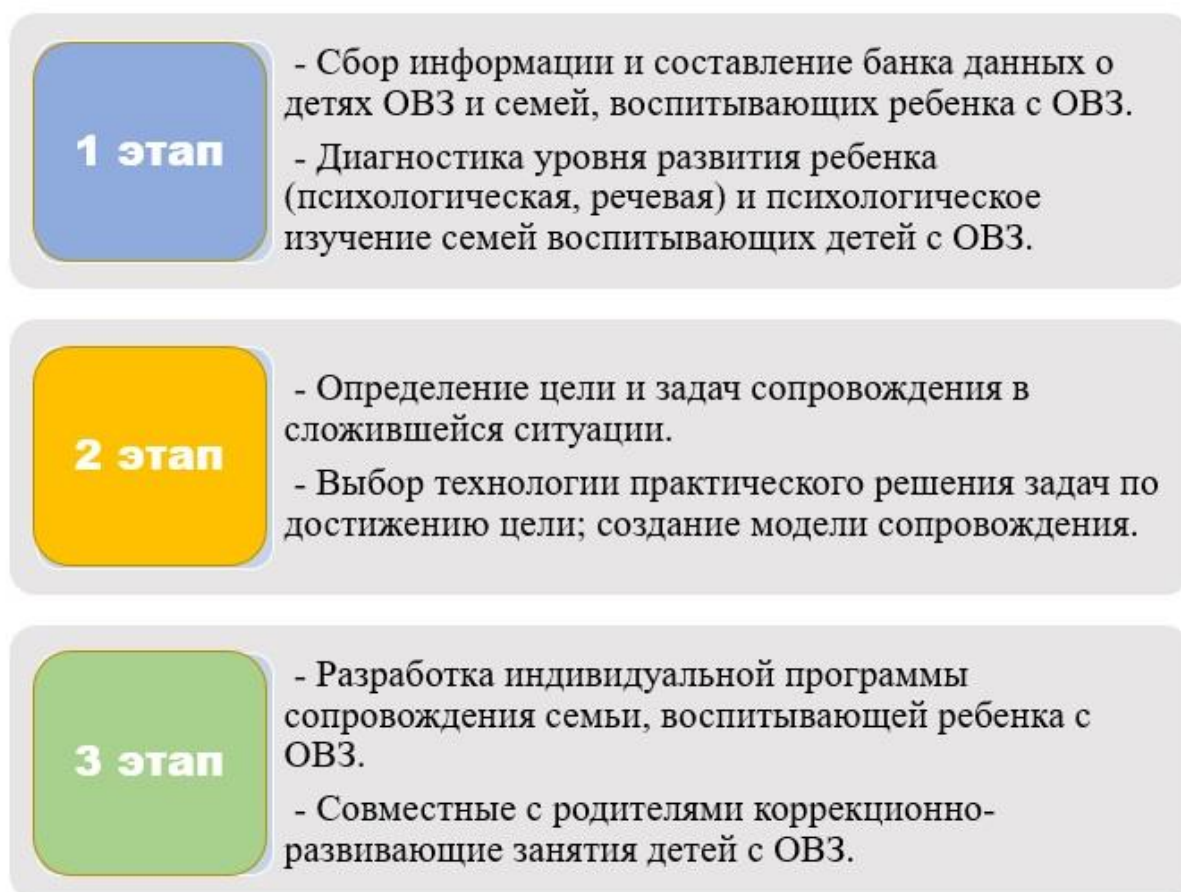 1 этап
- Сбор информации и составление банка данных о
детях ОВЗ и семей, воспитывающих ребенка с ОВЗ.
- Диагностика уровня развития ребенка
(психологическая, речевая) и психологическое
изучение семей воспитывающих детей с ОВЗ.
2 этап
- Определение цели и задач сопровождения в
сложившейся ситуации.
- Выбор технологии практического решения задач по
достижению цели; создание модели сопровождения.
3 этап
- Разработка индивидуальной программы
сопровождения семьи, воспитывающей ребенка с
ОВЗ.
- Совместные с родителями коррекционно-
развивающие занятия детей с ОВЗ.